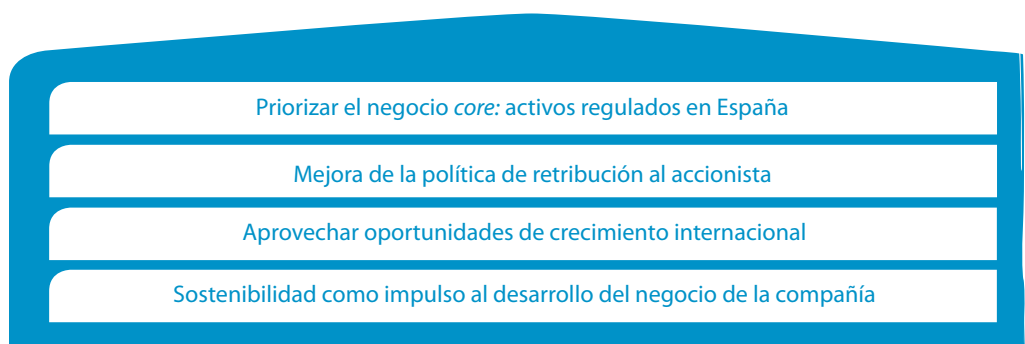 Priorizar el negocio core: activos regulados en España
Mejora de la política de retribución al accionista
Aprovechar oportunidades de crecimiento internacional
Sostenibilidad como impulso al desarrollo del negocio de la compañía